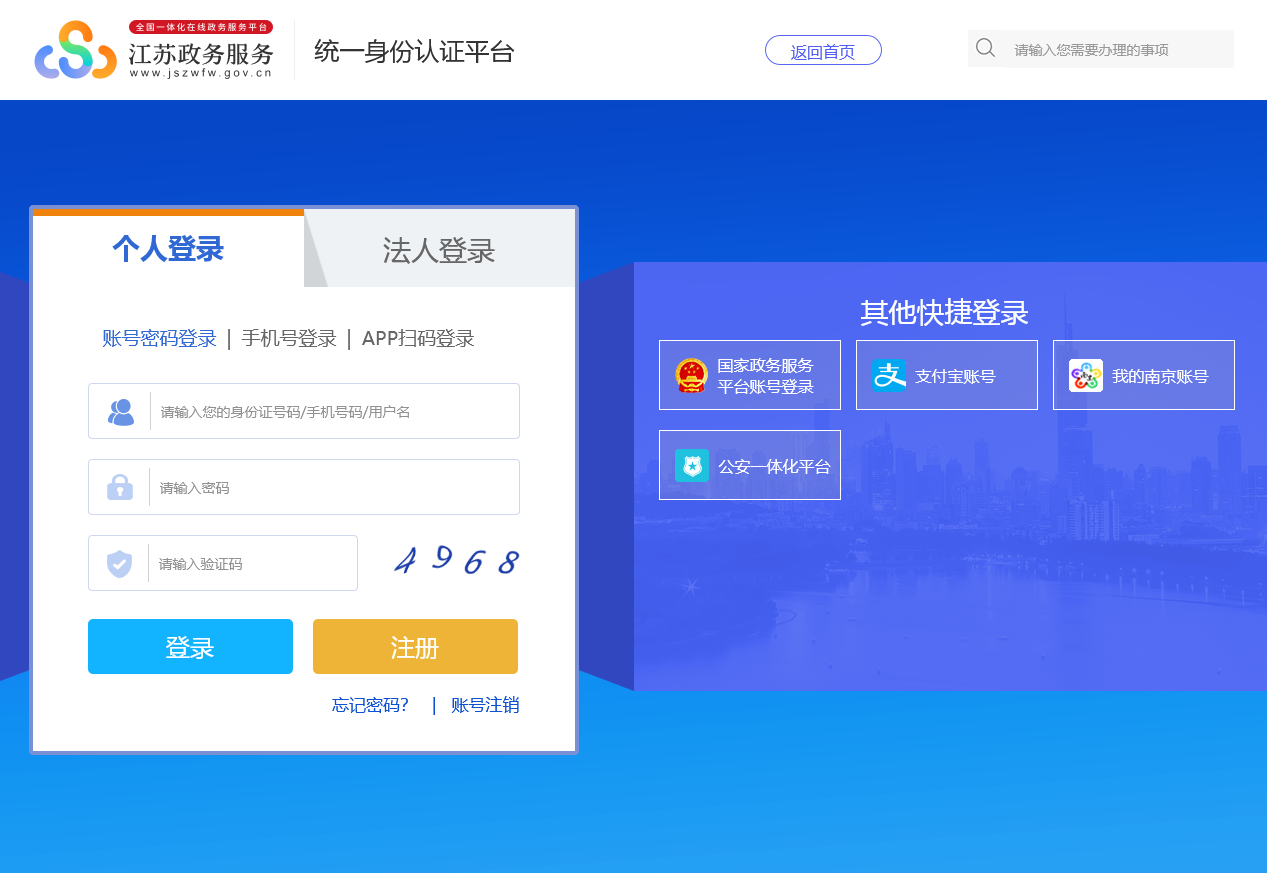 全国一体化在线政务服务平台
江苏政务服务
www.jszwfw.gov.cn
统一身份认证平台
返回首页
请输入您需要办理的事项
个人登录
法人登录
账号密码登录 | 手机号登录 | APP扫码登录
请输入您的身份证号码/手机号码/用户名
请输入密码
请输入验证码
4968
登录
注册
忘记密码? | 账号注销
其他快捷登录
国家政务服务
平台账号登录
支付宝账号
我的南京账号
公安一体化平台